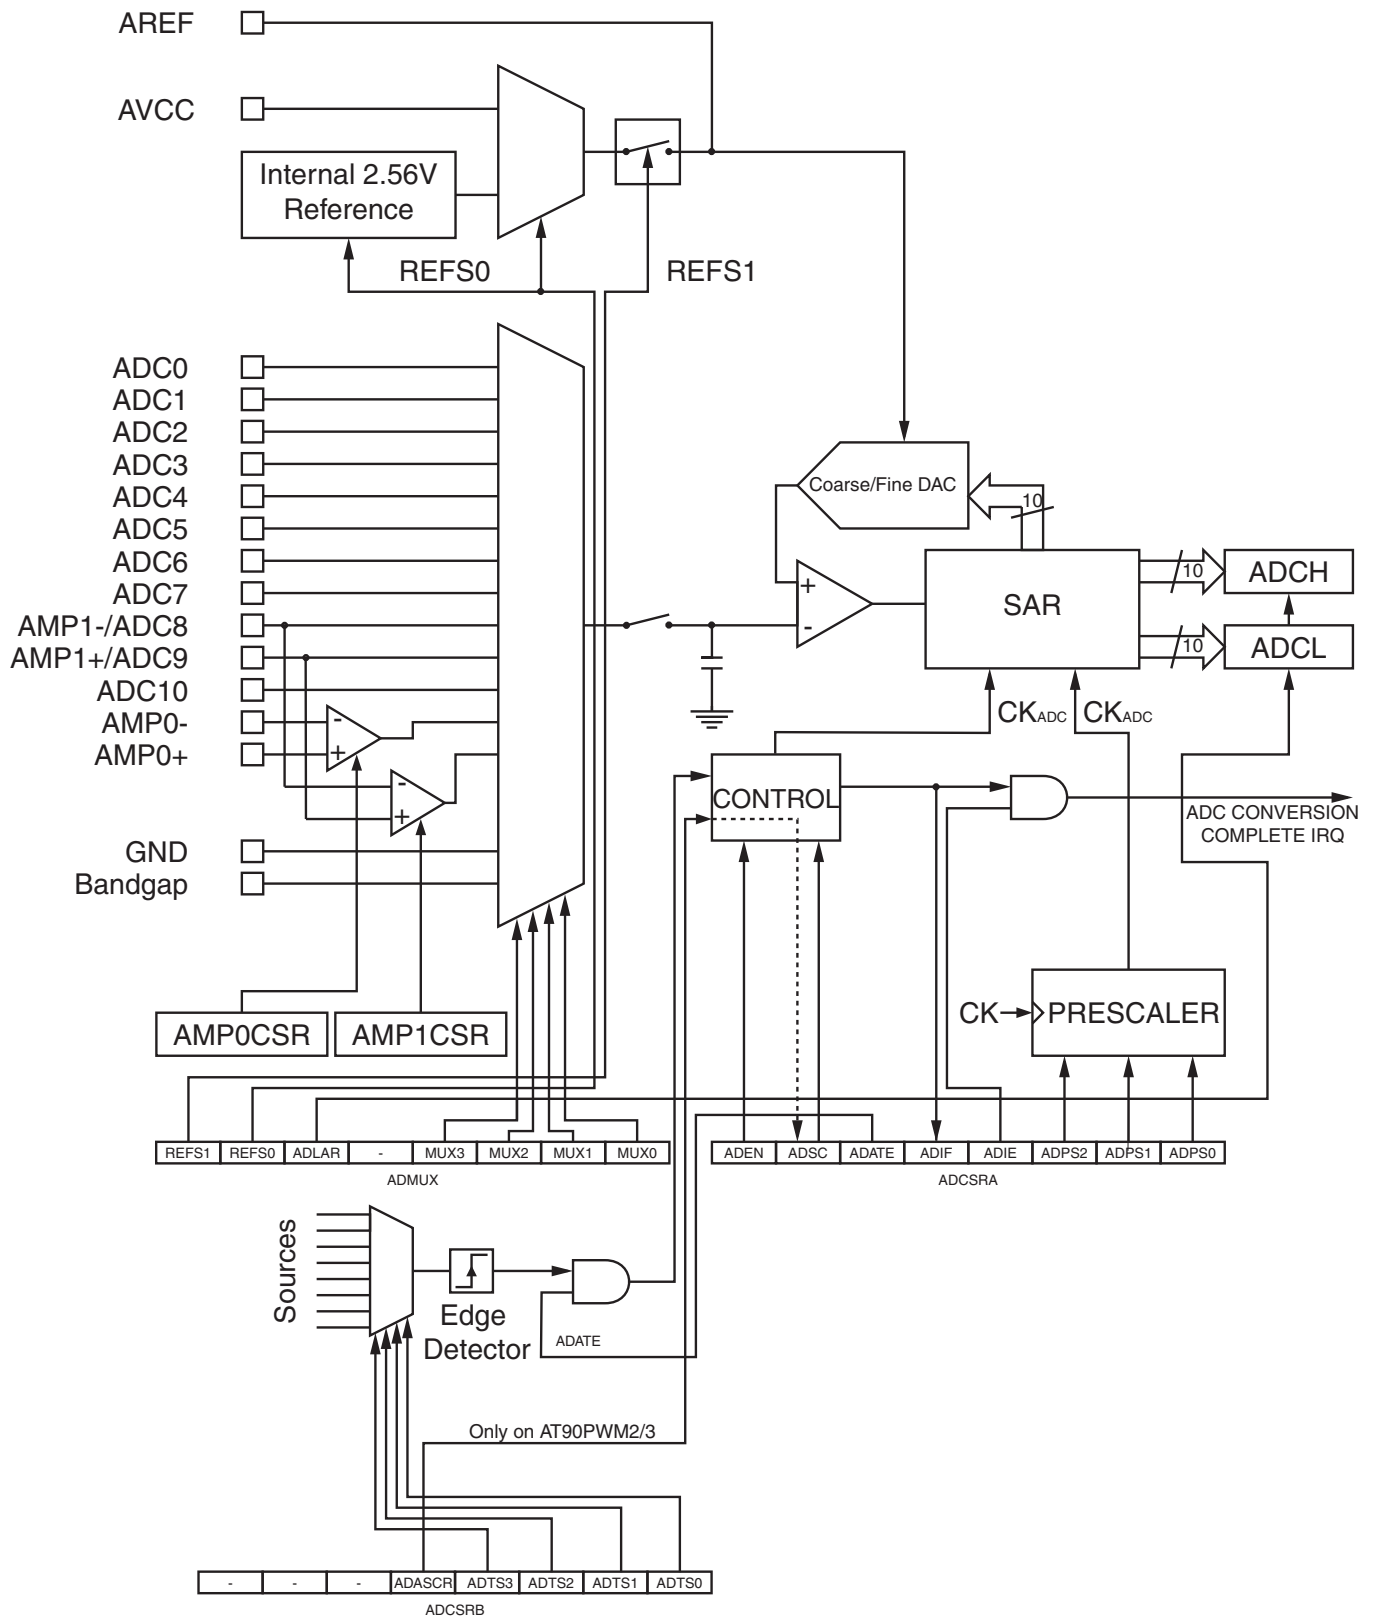 AREF
AVCC
Internal 2.56V
Reference
REFS0
REFS1
ADC0
ADC1
ADC2
ADC3
ADC4
ADC5
ADC6
ADC7
AMP1-/ADC8
AMP1+/ADC9
ADC10
AMP0-
AMP0+
GND
Bandgap
-
+
-
+
Coarse/Fine DAC
10
+
-
SAR
10
ADCH
10
ADCL
CKADC
CKADC
CONTROL
ADC CONVERSION
COMPLETE IRQ
CK
PRESCALER
AMP0CSR
AMP1CSR
REFS1 REFS0 ADLAR - MUX3 MUX2 MUX1 MUX0
ADMUX
ADEN ADSC ADATE ADIF ADIE ADPS2 ADPS1 ADPS0
ADCSRA
Sources
Edge
Detector
ADATE
Only on AT90PWM2/3
- - - ADASCR ADTS3 ADTS2 ADTS1 ADTS0
ADCSRB